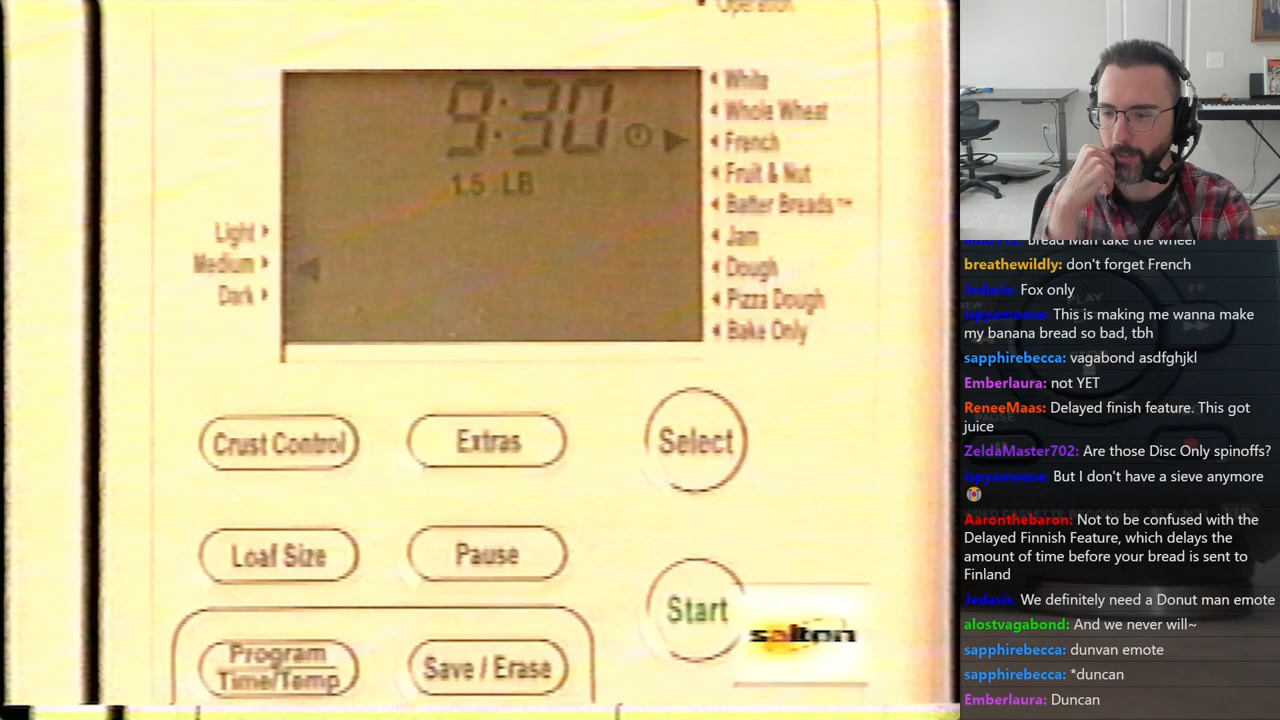 Operation
9:30
1.5 LB
White
Whole Wheat
French
Fruit & Nut
Batter Breads™
Jam
Dough
Pizza Dough
Bake Only
Light
Medium
Dark
Crust Control
Extras
Select
Loaf Size
Pause
Start
salton
Program
Time/Temp
Save / Erase
Bread Man take the wheel
breathewildly: don't forget French
Jedasis: Fox only
ispyamoose: This is making me wanna make
my banana bread so bad, tbh
sapphirebecca: vagabond asdfghjkl
Emberlaura: not YET
ReneeMaas: Delayed finish feature. This got
juice
ZeldaMaster702: Are those Disc Only spinoffs?
ispyamoose: But I don't have a sieve anymore
Aaronthebaron: Not to be confused with the
Delayed Finnish Feature, which delays the
amount of time before your bread is sent to
Finland
Jedasis: We definitely need a Donut man emote
alostvagabond: And we never will~
sapphirebecca: dunvan emote
sapphirebecca: *duncan
Emberlaura: Duncan
PLAY
FF
PAUSE